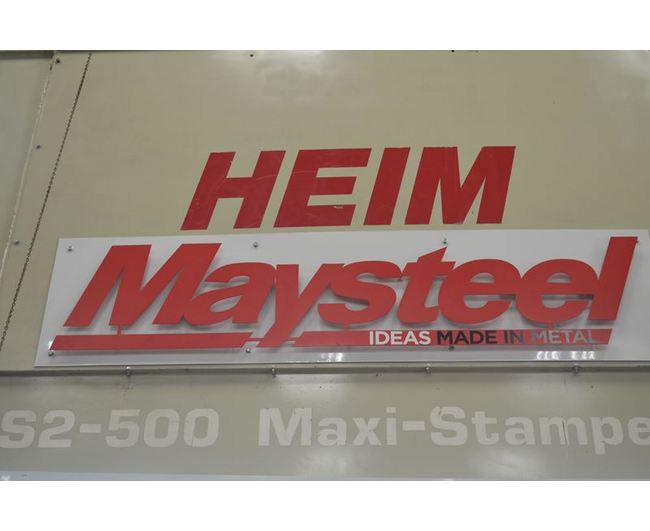 HEIM
Maysteel
IDEAS MADE IN METAL
S2-500 Maxi-Stampe